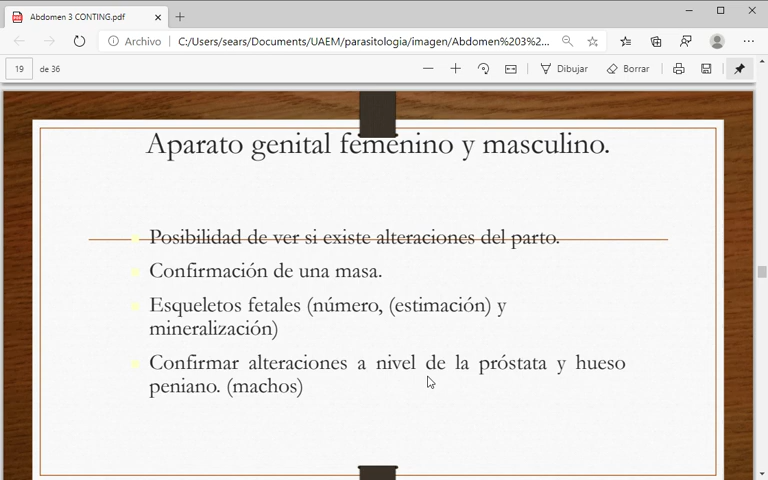 Abdomen 3 CONTING.pdf
Archivo C:/Users/sears/Documents/UAEM/parasitologia/imagen/Abdomen%203%2...
19 de 36 Dibujar Borrar
Aparato genital femenino y masculino.
Posibilidad de ver si existe alteraciones del parto.
Confirmación de una masa.
Esqueletos fetales (número, (estimación) y
mineralización)
Confirmar alteraciones a nivel de la próstata y hueso
peniano. (machos)